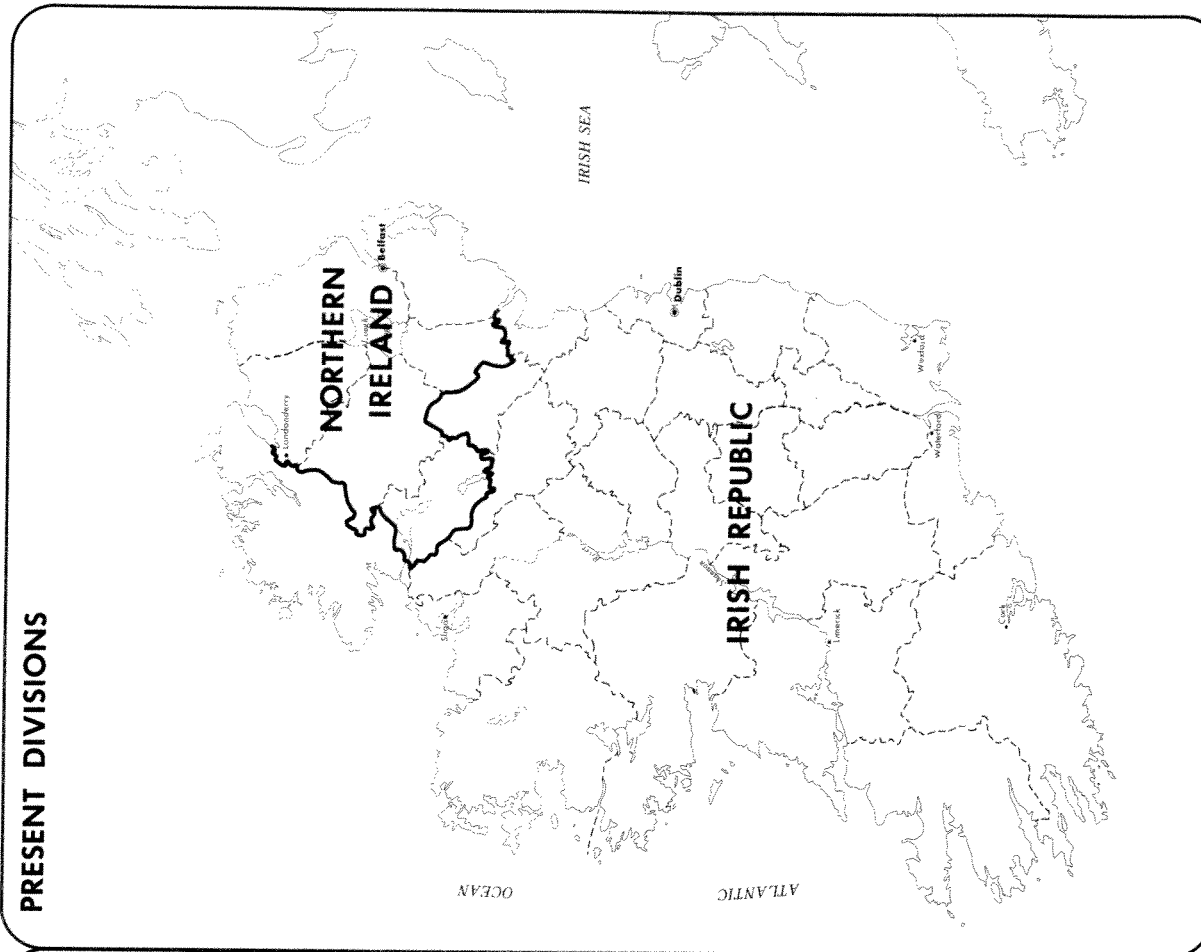 PRESENT DIVISIONS
NORTHERN
IRELAND
Londonderry
Belfast
IRISH SEA
Sligo
Dublin
IRISH REPUBLIC
Limerick
Wexford
Waterford
Cork
ATLANTIC
OCEAN